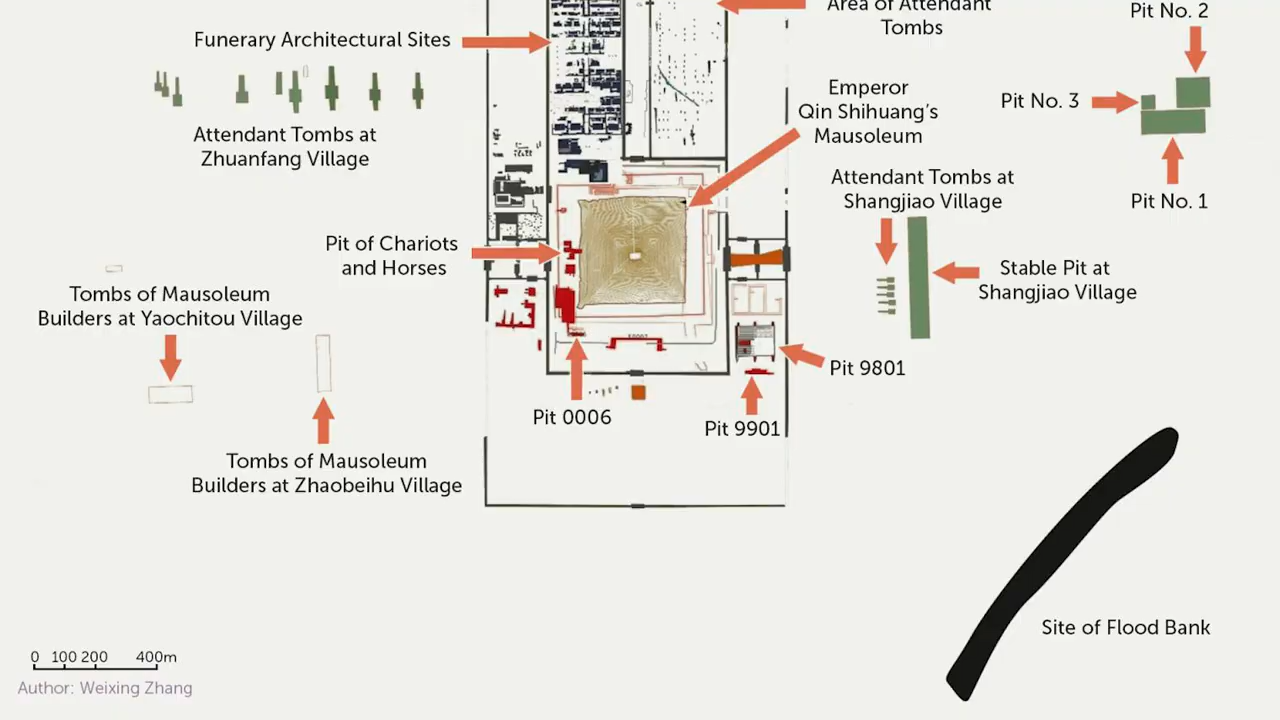 Area of Attendant
Tombs
Pit No. 2
Funerary Architectural Sites
Emperor
Qin Shihuang's
Mausoleum
Pit No. 3
Attendant Tombs at
Zhuanfang Village
Attendant Tombs at
Shangjiao Village
Pit No. 1
Pit of Chariots
and Horses
Stable Pit at
Shangjiao Village
Tombs of Mausoleum
Builders at Yaochitou Village
Pit 9801
Pit 0006
Pit 9901
Tombs of Mausoleum
Builders at Zhaobeihu Village
Site of Flood Bank
0 100 200 400m
Author: Weixing Zhang